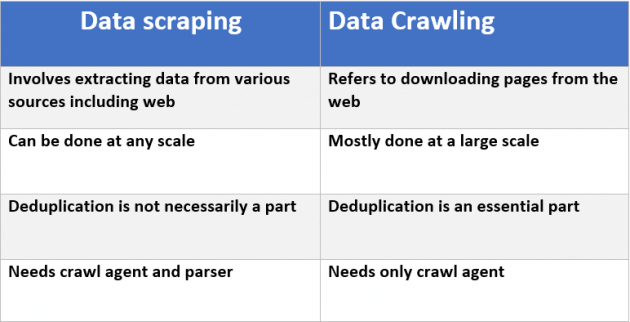 Data scraping
Data Crawling
Involves extracting data from various
sources including web
Refers to downloading pages from the
web
Can be done at any scale
Mostly done at a large scale
Deduplication is not necessarily a part
Deduplication is an essential part
Needs crawl agent and parser
Needs only crawl agent